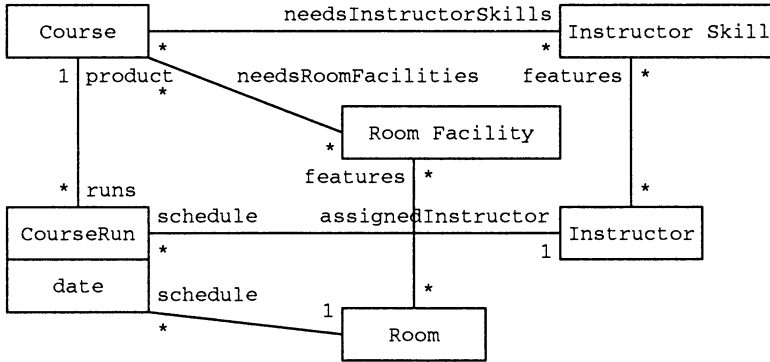 needsInstructorSkills
Course
Instructor Skill
*
*
1 product
needsRoomFacilities
features *
*
Room Facility
*
features *
* runs
*
schedule
assignedInstructor
CourseRun
Instructor
*
1
date
schedule
*
1
Room
*